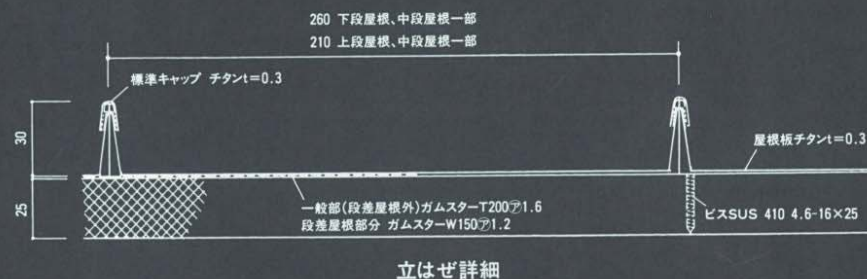 260 下段屋根、中段屋根一部
210 上段屋根、中段屋根一部
標準キャップ チタンt=0.3
30
屋根板チタンt=0.3
25
一般部(段差屋根外)ガムスターT200㋐1.6
段差屋根部分 ガムスターW150㋐1.2
ビスSUS 410 4.6-16×25
立はぜ詳細